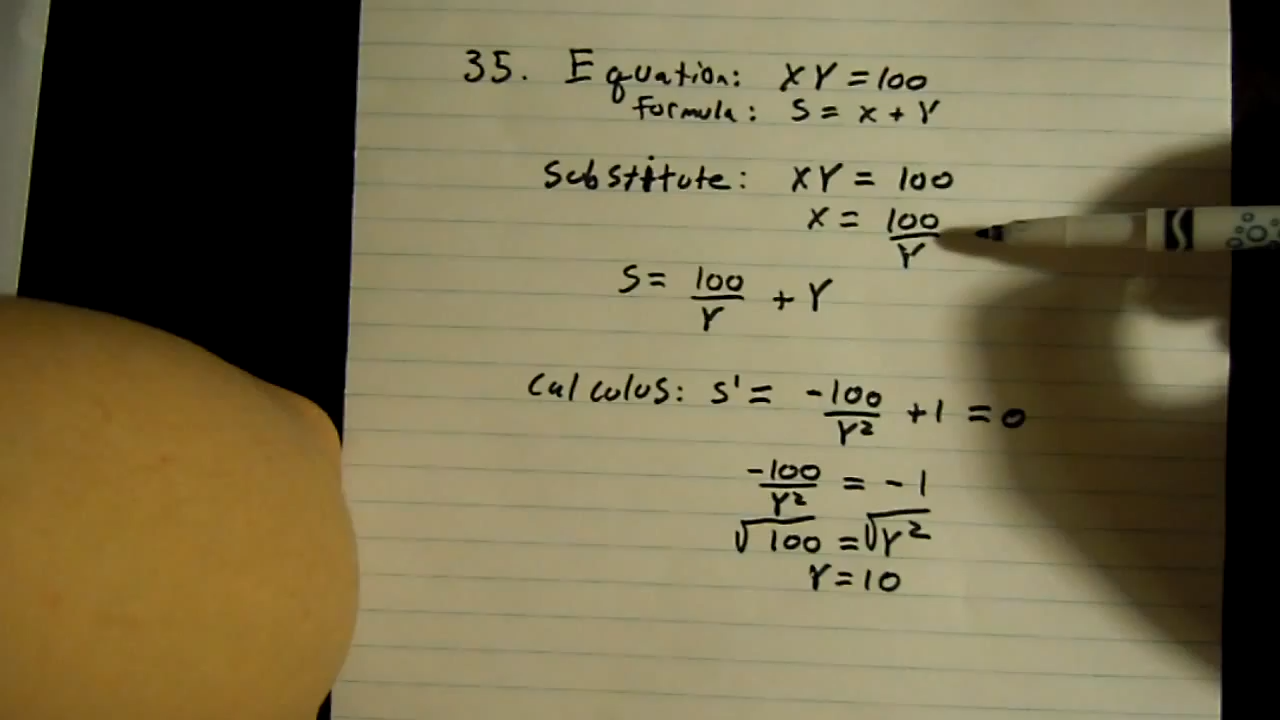 35. Equation: XY = 100
formula: S = x + Y
Substitute: XY = 100
X = 100/Y
S = 100/Y + Y
Calculus: S' = -100/Y² + 1 = 0
-100/Y² = -1
√100 = √Y²
Y = 10